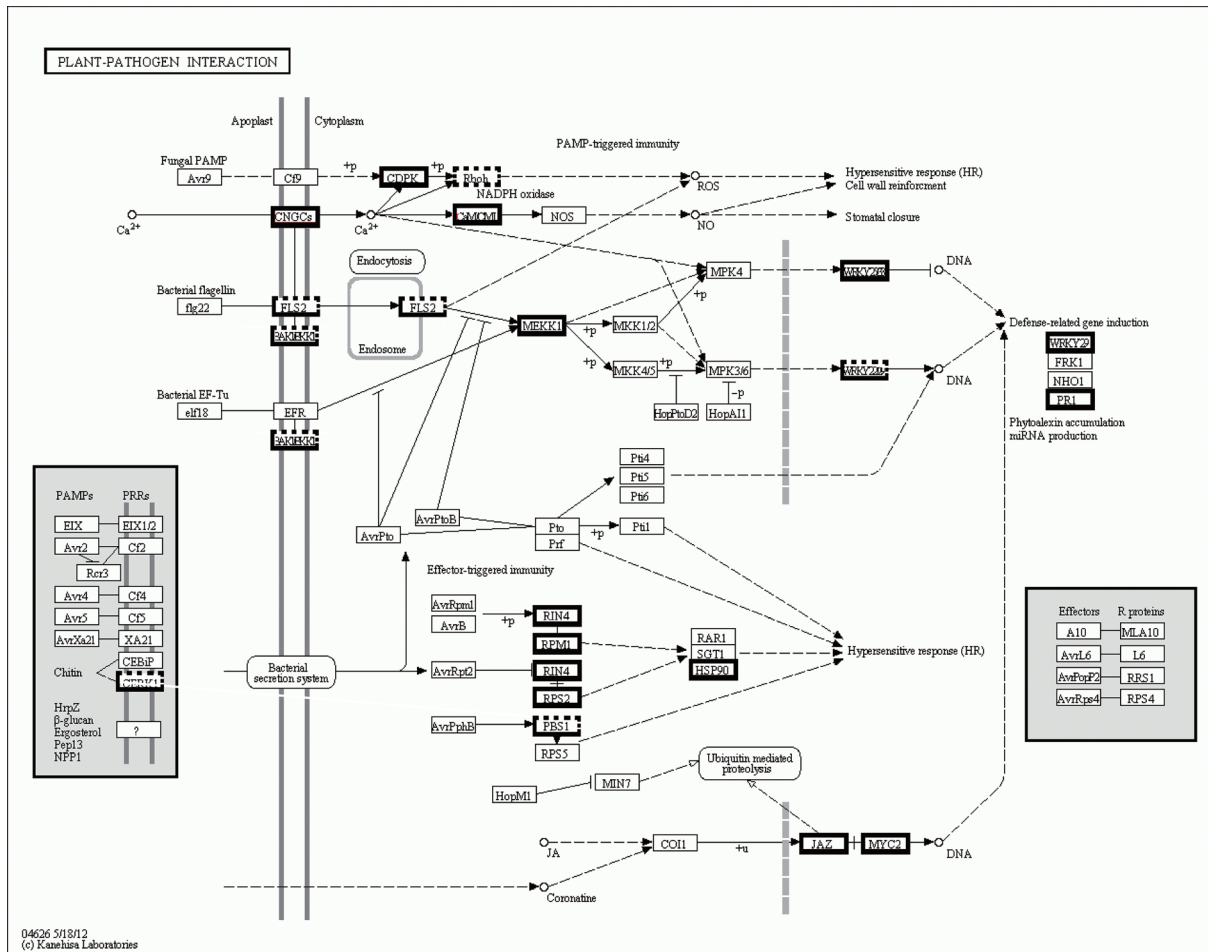 PLANT-PATHOGEN INTERACTION
Apoplast
Cytoplasm
PAMP-triggered immunity
Fungal PAMP
Avr9
Cf9
+p
CDPK
+p
Rboh
NADPH oxidase
ROS
Hypersensitive response (HR)
Cell wall reinforcment
Ca2+
CNGCs
Ca2+
NOS
NO
Stomatal closure
Endocytosis
MPK4
DNA
Bacterial flagellin
flg22
FLS2
FLS2
+p
MEKK1
+p
MKK1/2
Endosome
Defense-related gene induction
WRKY29
FRK1
NHO1
PR1
+p
MKK4/5
+p
MPK3/6
DNA
-p
HopPtoD2
HopAI1
Phytoalexin accumulation
miRNA production
Bacterial EF-Tu
elf18
EFR
Pti4
Pti5
Pti6
AvrPto
AvrPtoB
Pto
Prf
+p
Pti1
PAMPs
PRRs
EIX
EIX1/2
Avr2
Cf2
Rcr3
Avr4
Cf4
Avr5
Cf5
AvrXa21
XA21
CEBiP
Chitin
CERK1
HrpZ
β-glucan
Ergosterol
Pep13
NPP1
?
Effector-triggered immunity
AvrRpm1
AvrB
+p
RIN4
RPM1
RAR1
SGT1
HSP90
Hypersensitive response (HR)
Bacterial
secretion system
AvrRpt2
RIN4
RPS2
AvrPphB
PBS1
RPS5
Effectors
R proteins
A10
MLA10
AvrL6
L6
AvrPopP2
RRS1
AvrRps4
RPS4
Ubiquitin mediated
proteolysis
HopM1
MIN7
JA
COI1
+u
JAZ
MYC2
DNA
Coronatine
04626 5/18/12
(c) Kanehisa Laboratories